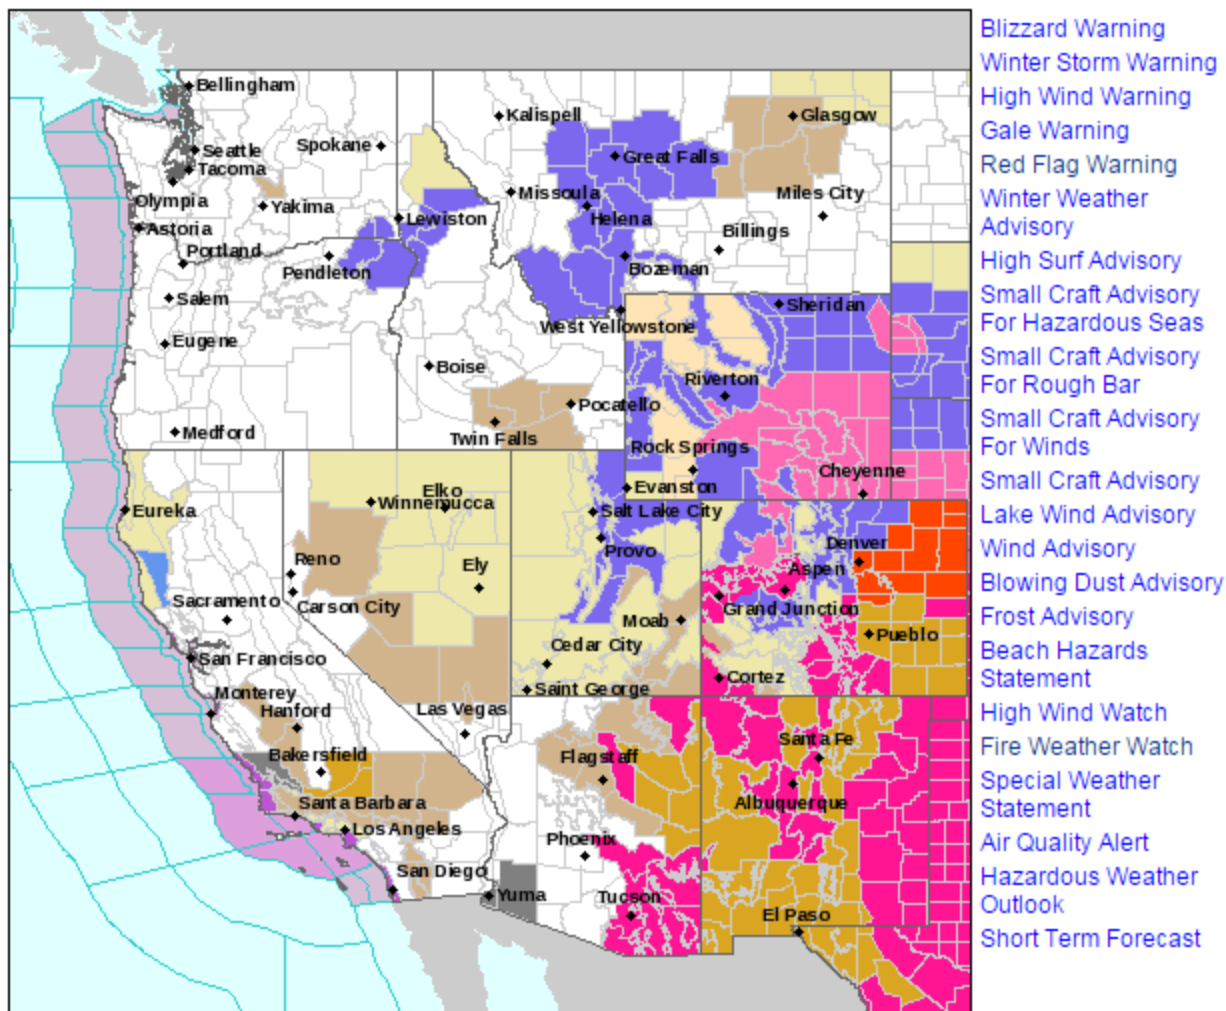 Bellingham
Seattle
Tacoma
Olympia
Yakima
Spokane
Astoria
Portland
Pendleton
Lewiston
Salem
Eugene
Medford
Kalispell
Great Falls
Glasgow
Missoula
Helena
Miles City
Billings
Bozeman
West Yellowstone
Sheridan
Boise
Pocatello
Twin Falls
Riverton
Rock Springs
Cheyenne
Evanston
Eureka
Elko
Winnemucca
Salt Lake City
Provo
Reno
Ely
Carson City
Sacramento
Denver
Aspen
Grand Junction
Moab
Pueblo
Cedar City
Cortez
Saint George
San Francisco
Monterey
Hanford
Las Vegas
Bakersfield
Flagstaff
Santa Fe
Albuquerque
Santa Barbara
Los Angeles
Phoenix
San Diego
Yuma
Tucson
El Paso
Blizzard Warning
Winter Storm Warning
High Wind Warning
Gale Warning
Red Flag Warning
Winter Weather
Advisory
High Surf Advisory
Small Craft Advisory
For Hazardous Seas
Small Craft Advisory
For Rough Bar
Small Craft Advisory
For Winds
Small Craft Advisory
Lake Wind Advisory
Wind Advisory
Blowing Dust Advisory
Frost Advisory
Beach Hazards
Statement
High Wind Watch
Fire Weather Watch
Special Weather
Statement
Air Quality Alert
Hazardous Weather
Outlook
Short Term Forecast